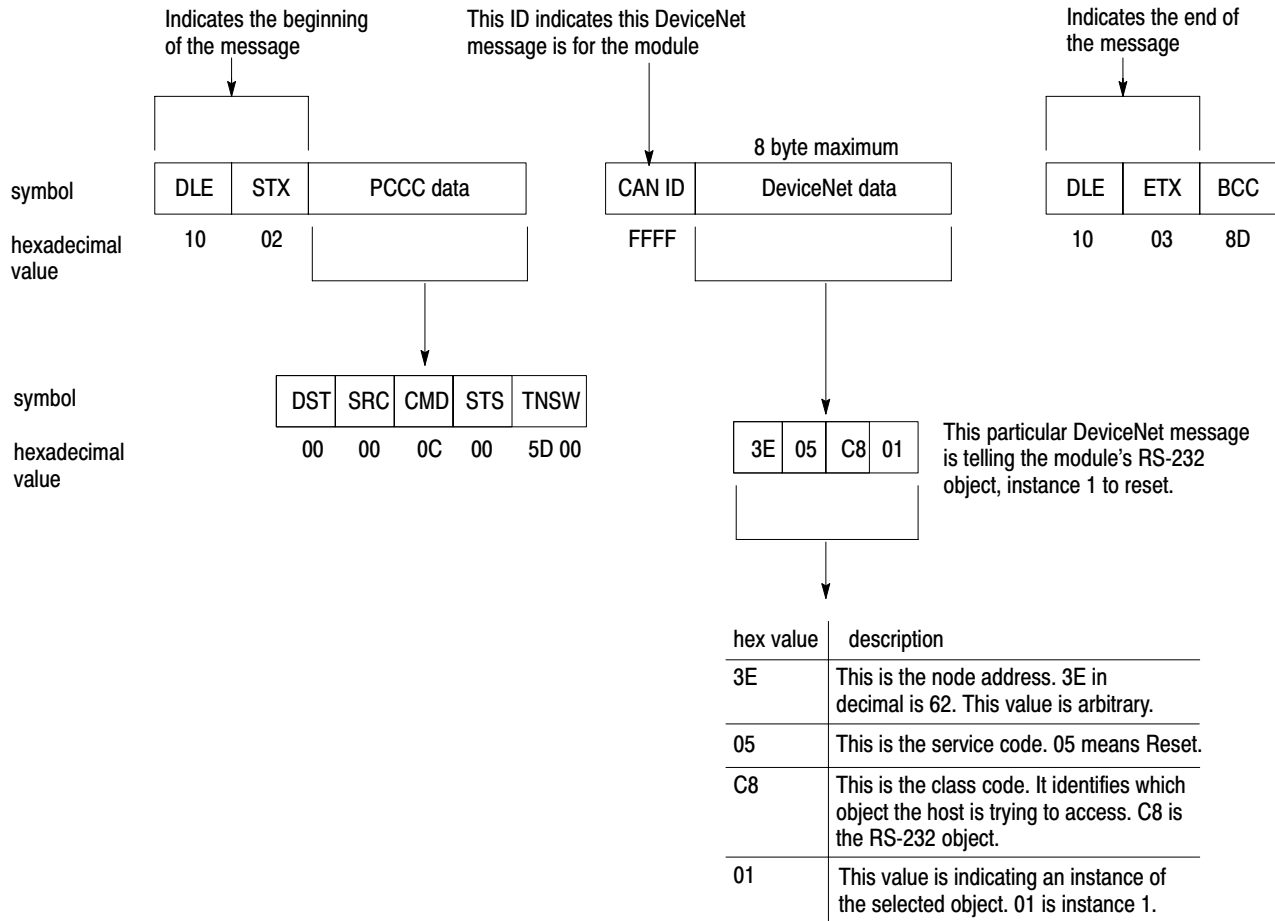 Indicates the beginning
of the message
This ID indicates this DeviceNet
message is for the module
Indicates the end of
the message
8 byte maximum
symbol DLE STX PCCC data CAN ID DeviceNet data DLE ETX BCC
hexadecimal
value
10 02 FFFF 10 03 8D
symbol DST SRC CMD STS TNSW
hexadecimal
value
00 00 0C 00 5D 00
3E 05 C8 01
This particular DeviceNet message
is telling the module's RS-232
object, instance 1 to reset.
hex value description
3E This is the node address. 3E in
decimal is 62. This value is arbitrary.
05 This is the service code. 05 means Reset.
C8 This is the class code. It identifies which
object the host is trying to access. C8 is
the RS-232 object.
01 This value is indicating an instance of
the selected object. 01 is instance 1.